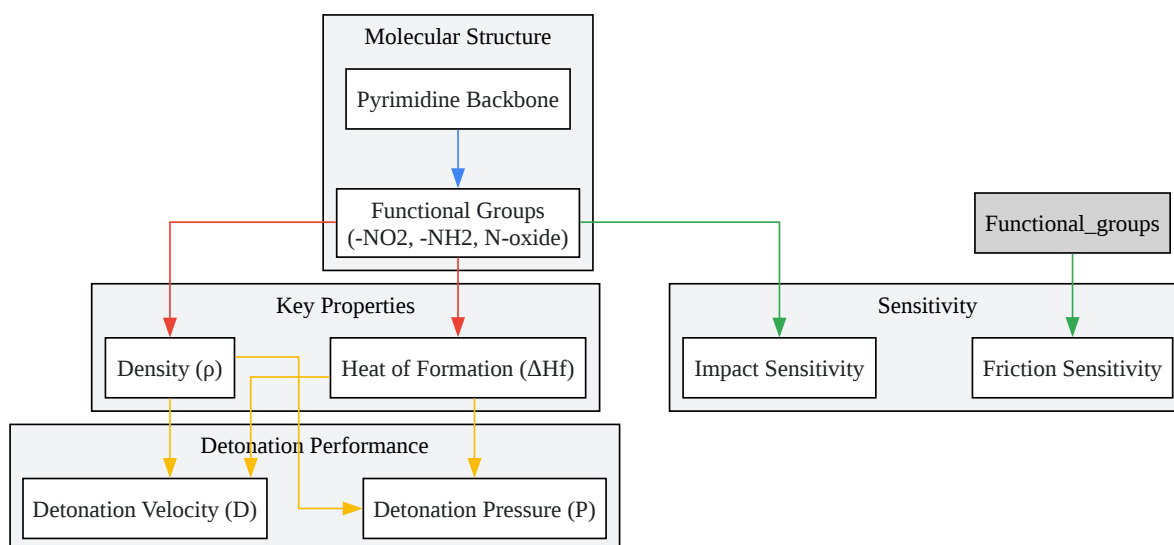 Molecular Structure
Pyrimidine Backbone
Functional Groups
(-NO2, -NH2, N-oxide)
Functional_groups
Key Properties
Sensitivity
Density (ρ)
Heat of Formation (ΔHf)
Impact Sensitivity
Friction Sensitivity
Detonation Performance
Detonation Velocity (D)
Detonation Pressure (P)